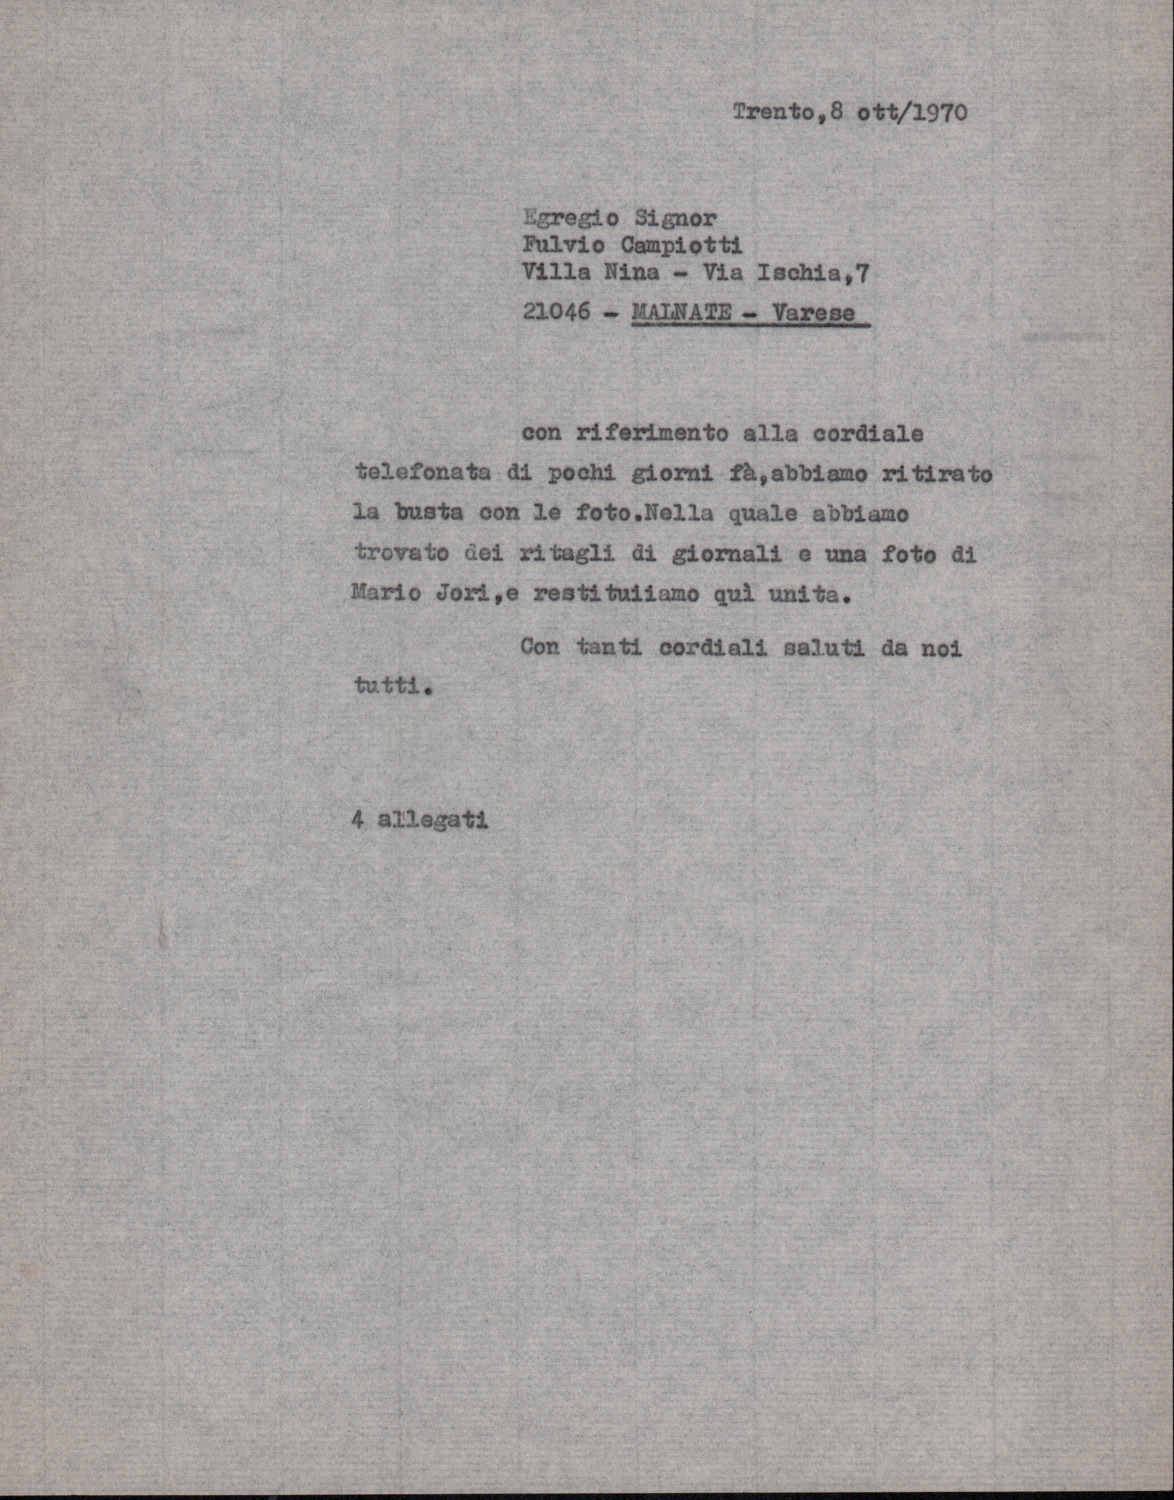 Trento,8 ott/1970
Egregio Signor
Fulvio Campiotti
Villa Nina - Via Ischia,7
21046 - MALNATE - Varese
con riferimento alla cordiale
telefonata di pochi giorni fà,abbiamo ritirato
la busta con le foto.Nella quale abbiamo
trovato dei ritagli di giornali e una foto di
Mario Jori,e restituiiamo quì unita.
Con tanti cordiali saluti da noi
tutti.
4 allegati